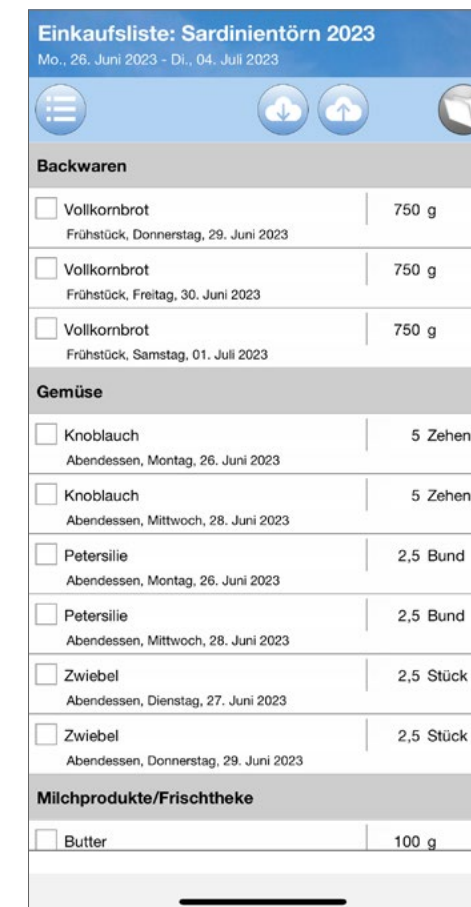 Einkaufsliste: Sardinientörn 2023
Mo., 26. Juni 2023 - Di., 04. Juli 2023
Backwaren
Vollkornbrot 750 g
Frühstück, Donnerstag, 29. Juni 2023
Vollkornbrot 750 g
Frühstück, Freitag, 30. Juni 2023
Vollkornbrot 750 g
Frühstück, Samstag, 01. Juli 2023
Gemüse
Knoblauch 5 Zehen
Abendessen, Montag, 26. Juni 2023
Knoblauch 5 Zehen
Abendessen, Mittwoch, 28. Juni 2023
Petersilie 2,5 Bund
Abendessen, Montag, 26. Juni 2023
Petersilie 2,5 Bund
Abendessen, Mittwoch, 28. Juni 2023
Zwiebel 2,5 Stück
Abendessen, Dienstag, 27. Juni 2023
Zwiebel 2,5 Stück
Abendessen, Donnerstag, 29. Juni 2023
Milchprodukte/Frischtheke
Butter 100 g